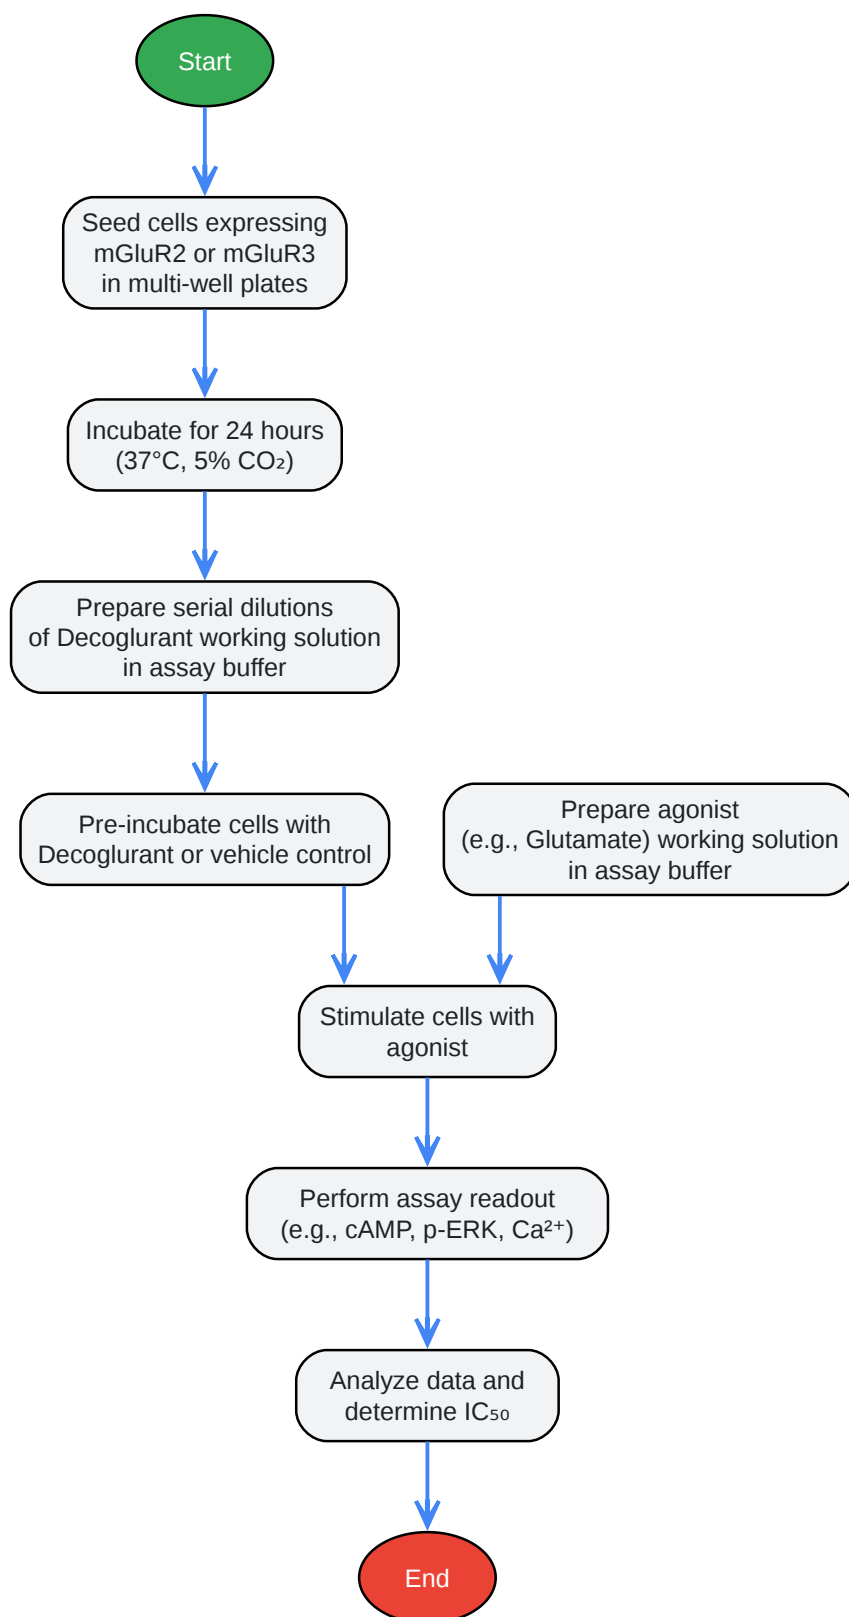 Start
Seed cells expressing
mGluR2 or mGluR3
in multi-well plates
Incubate for 24 hours
(37°C, 5% CO₂)
Prepare serial dilutions
of Decoglurant working solution
in assay buffer
Pre-incubate cells with
Decoglurant or vehicle control
Prepare agonist
(e.g., Glutamate) working solution
in assay buffer
Stimulate cells with
agonist
Perform assay readout
(e.g., cAMP, p-ERK, Ca²⁺)
Analyze data and
determine IC₅₀
End